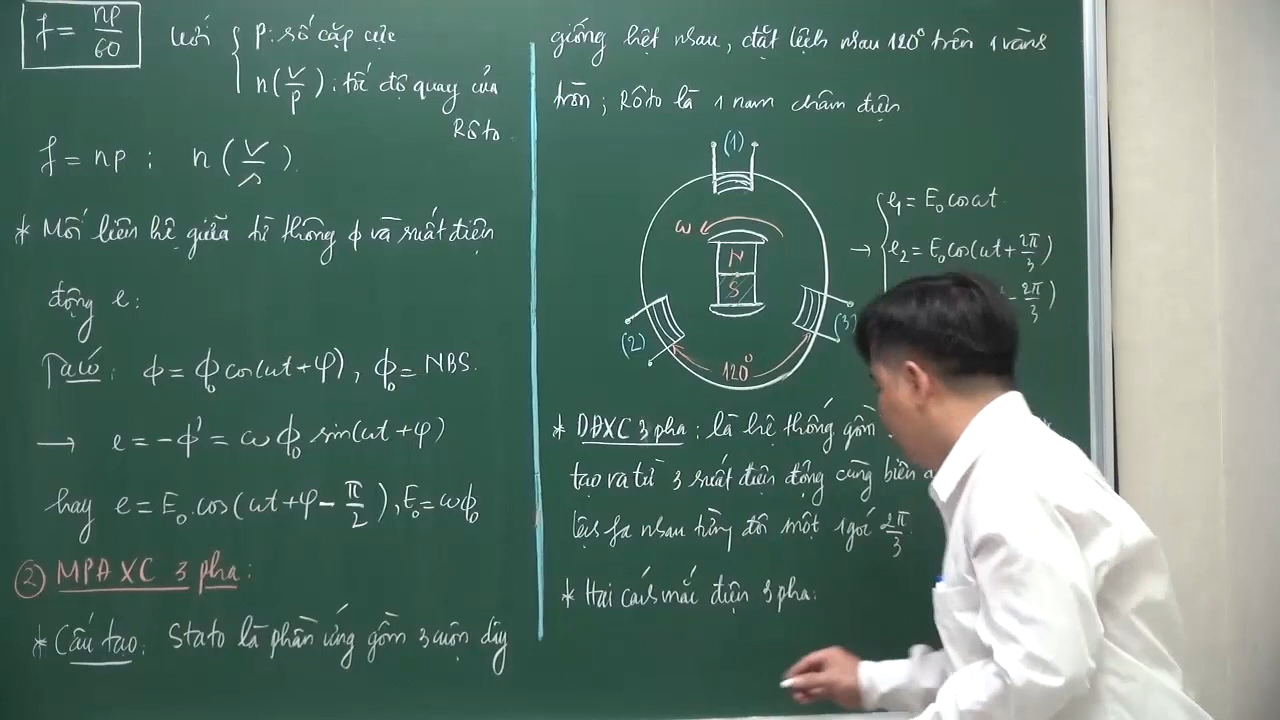 f = np/60 với { p: số cặp cực
n(v/p): tốc độ quay của
Rôto
f = np ; n(v/s).
* Mối liên hệ giữa từ thông ϕ và suất điện
động e:
Ta có: ϕ = ϕ₀ cos(ωt + φ), ϕ₀ = NBS.
→ e = -ϕ' = ωϕ₀ sin(ωt + φ)
hay e = E₀.cos(ωt + φ - π/2), E₀ = ωϕ₀
② MPĐXC 3 pha:
* Cấu tạo: Stato là phần ứng gồm 3 cuộn dây
giống hệt nhau, đặt lệch nhau 120° trên 1 vòng
tròn; Rôto là 1 nam châm điện
(1)
ω
N
S
(2)
(3)
120°
→ { e₁ = E₀ cosωt
e₂ = E₀ cos(ωt + 2π/3)
- 2π/3)
* DĐXC 3 pha: là hệ thống gồm
tạo ra từ 3 suất điện động cùng biên
lệch fa nhau từng đôi một 1 góc 2π/3.
* Hai cách mắc điện 3 pha: